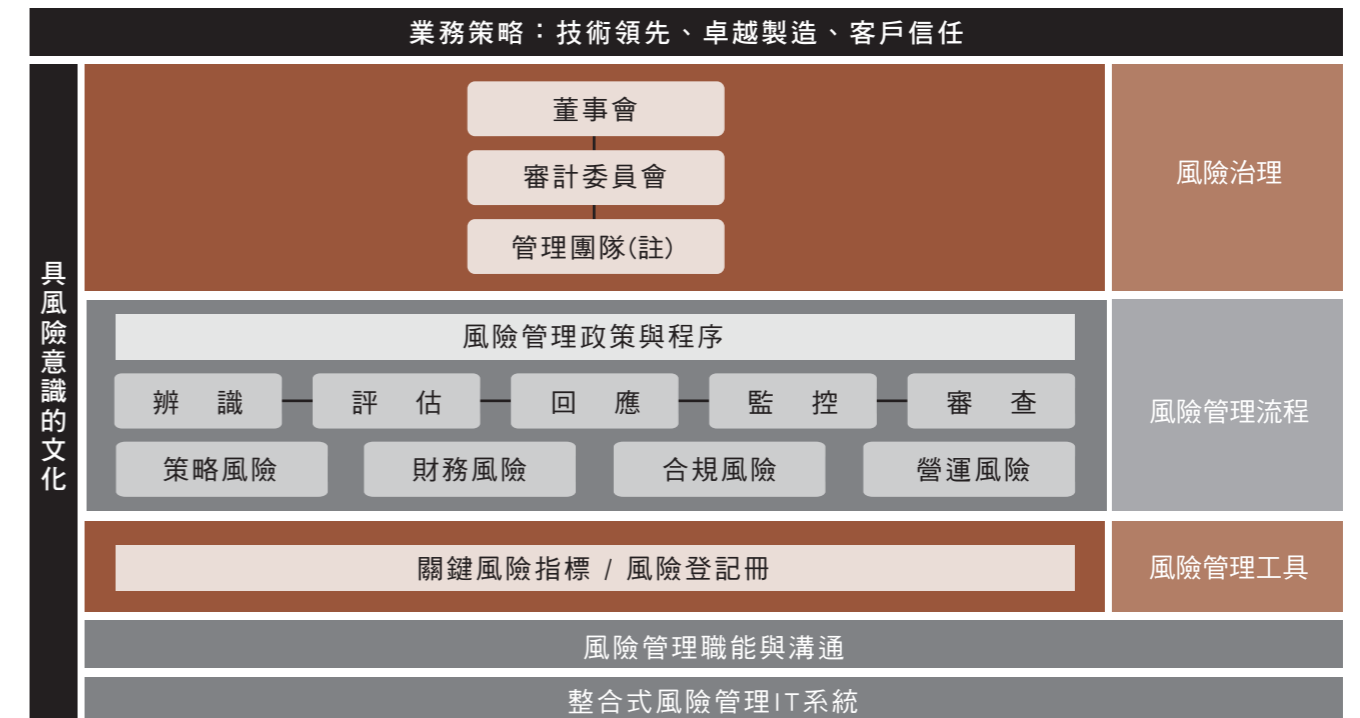 業務策略：技術領先、卓越製造、客戶信任
具風險意識的文化
董事會
審計委員會
管理團隊(註)
風險治理
風險管理政策與程序
辨識
評估
回應
監控
審查
策略風險
財務風險
合規風險
營運風險
風險管理流程
關鍵風險指標 / 風險登記冊
風險管理工具
風險管理職能與溝通
整合式風險管理IT系統